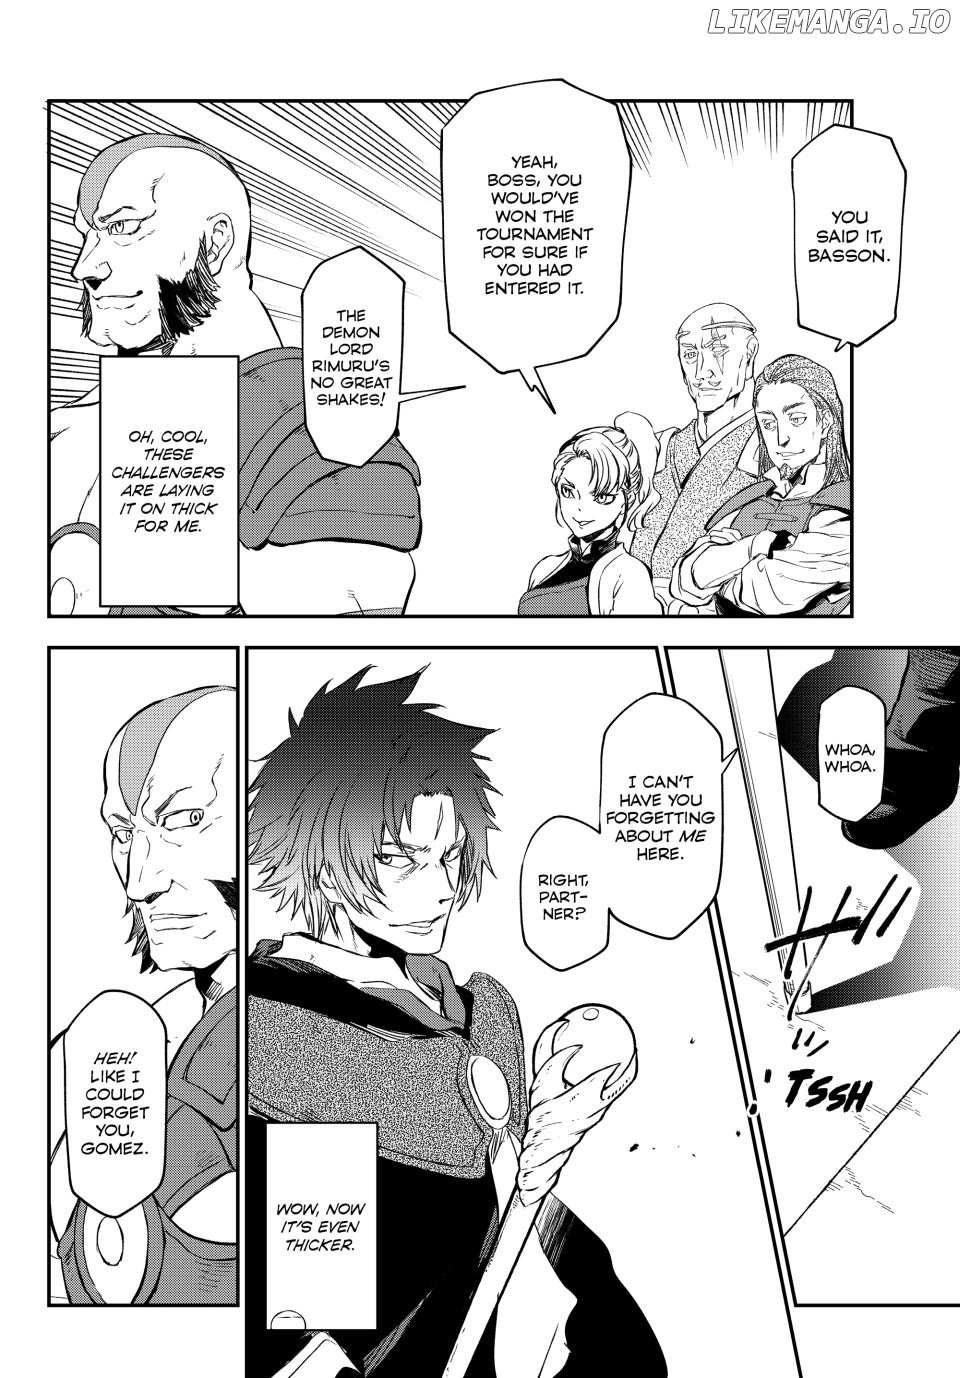 LIKEMANGA.IO
YOU
SAID IT,
BASSON.
YEAH,
BOSS, YOU
WOULD'VE
WON THE
TOURNAMENT
FOR SURE IF
YOU HAD
ENTERED IT.
THE
DEMON
LORD
RIMURU'S
NO GREAT
SHAKES!
OH, COOL,
THESE
CHALLENGERS
ARE LAYING
IT ON THICK
FOR ME.
WHOA,
WHOA.
TSSH
I CAN'T
HAVE YOU
FORGETTING
ABOUT ME
HERE.
RIGHT,
PART-
NER?
WOW, NOW
IT'S EVEN
THICKER.
HEH!
LIKE I
COULD
FORGET
YOU,
GOMEZ.